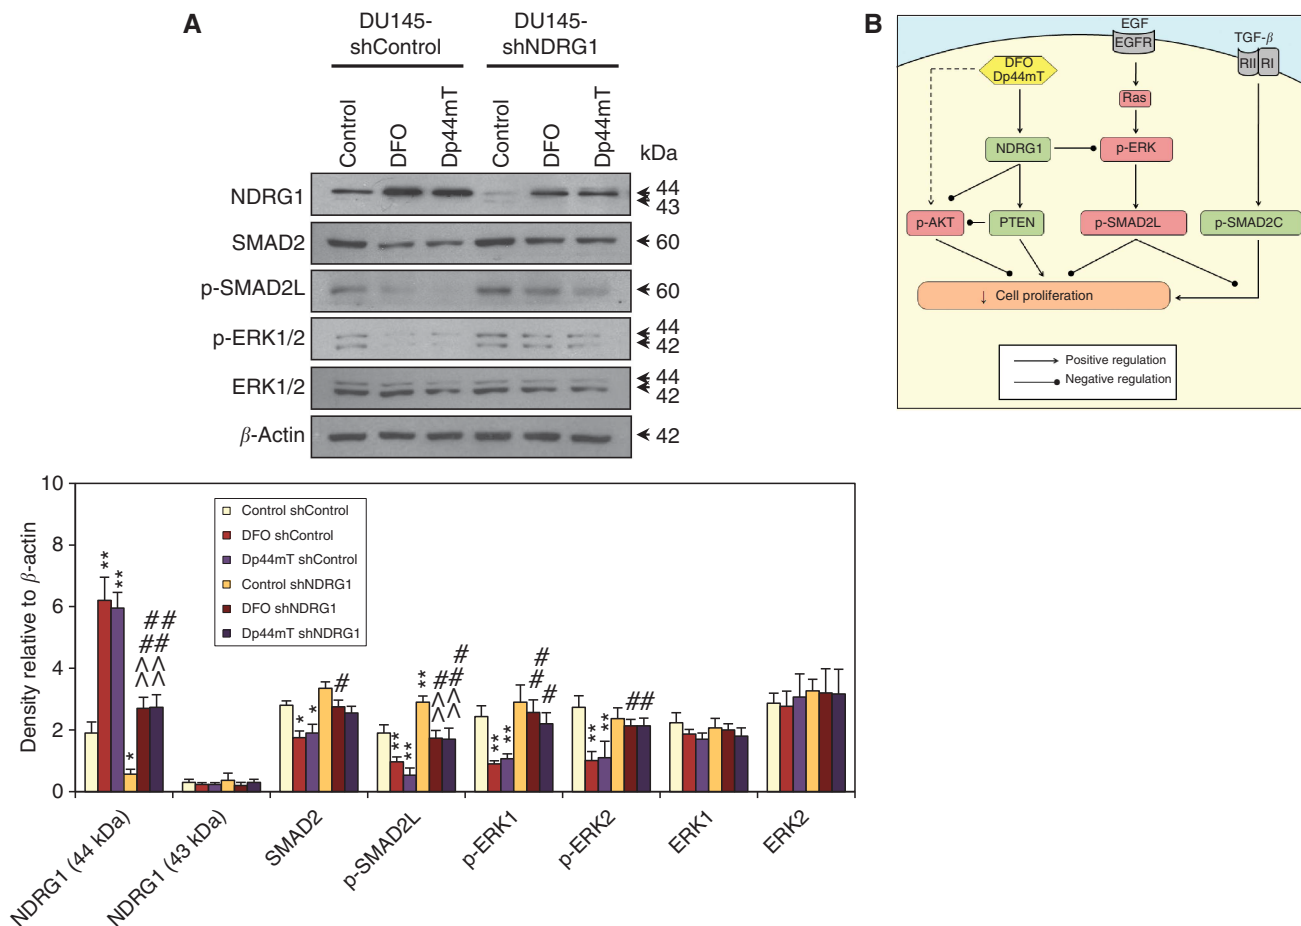 A
DU145-
shControl
DU145-
shNDRG1
Control
DFO
Dp44mT
Control
DFO
Dp44mT
kDa
NDRG1
44
43
SMAD2
60
p-SMAD2L
60
p-ERK1/2
44
42
ERK1/2
44
42
β-Actin
42
B
EGF
EGFR
TGF-β
RII
RI
DFO
Dp44mT
Ras
NDRG1
p-ERK
p-AKT
PTEN
p-SMAD2L
p-SMAD2C
↓ Cell proliferation
Positive regulation
Negative regulation
Density relative to β-actin
10
8
6
4
2
0
Control shControl
DFO shControl
Dp44mT shControl
Control shNDRG1
DFO shNDRG1
Dp44mT shNDRG1
**
**
*
^^##
^^####
*
*
#
**
**
**
^^#
^^##
**
**
##
#
**
**
##
NDRG1 (44 kDa)
NDRG1 (43 kDa)
SMAD2
p-SMAD2L
p-ERK1
p-ERK2
ERK1
ERK2